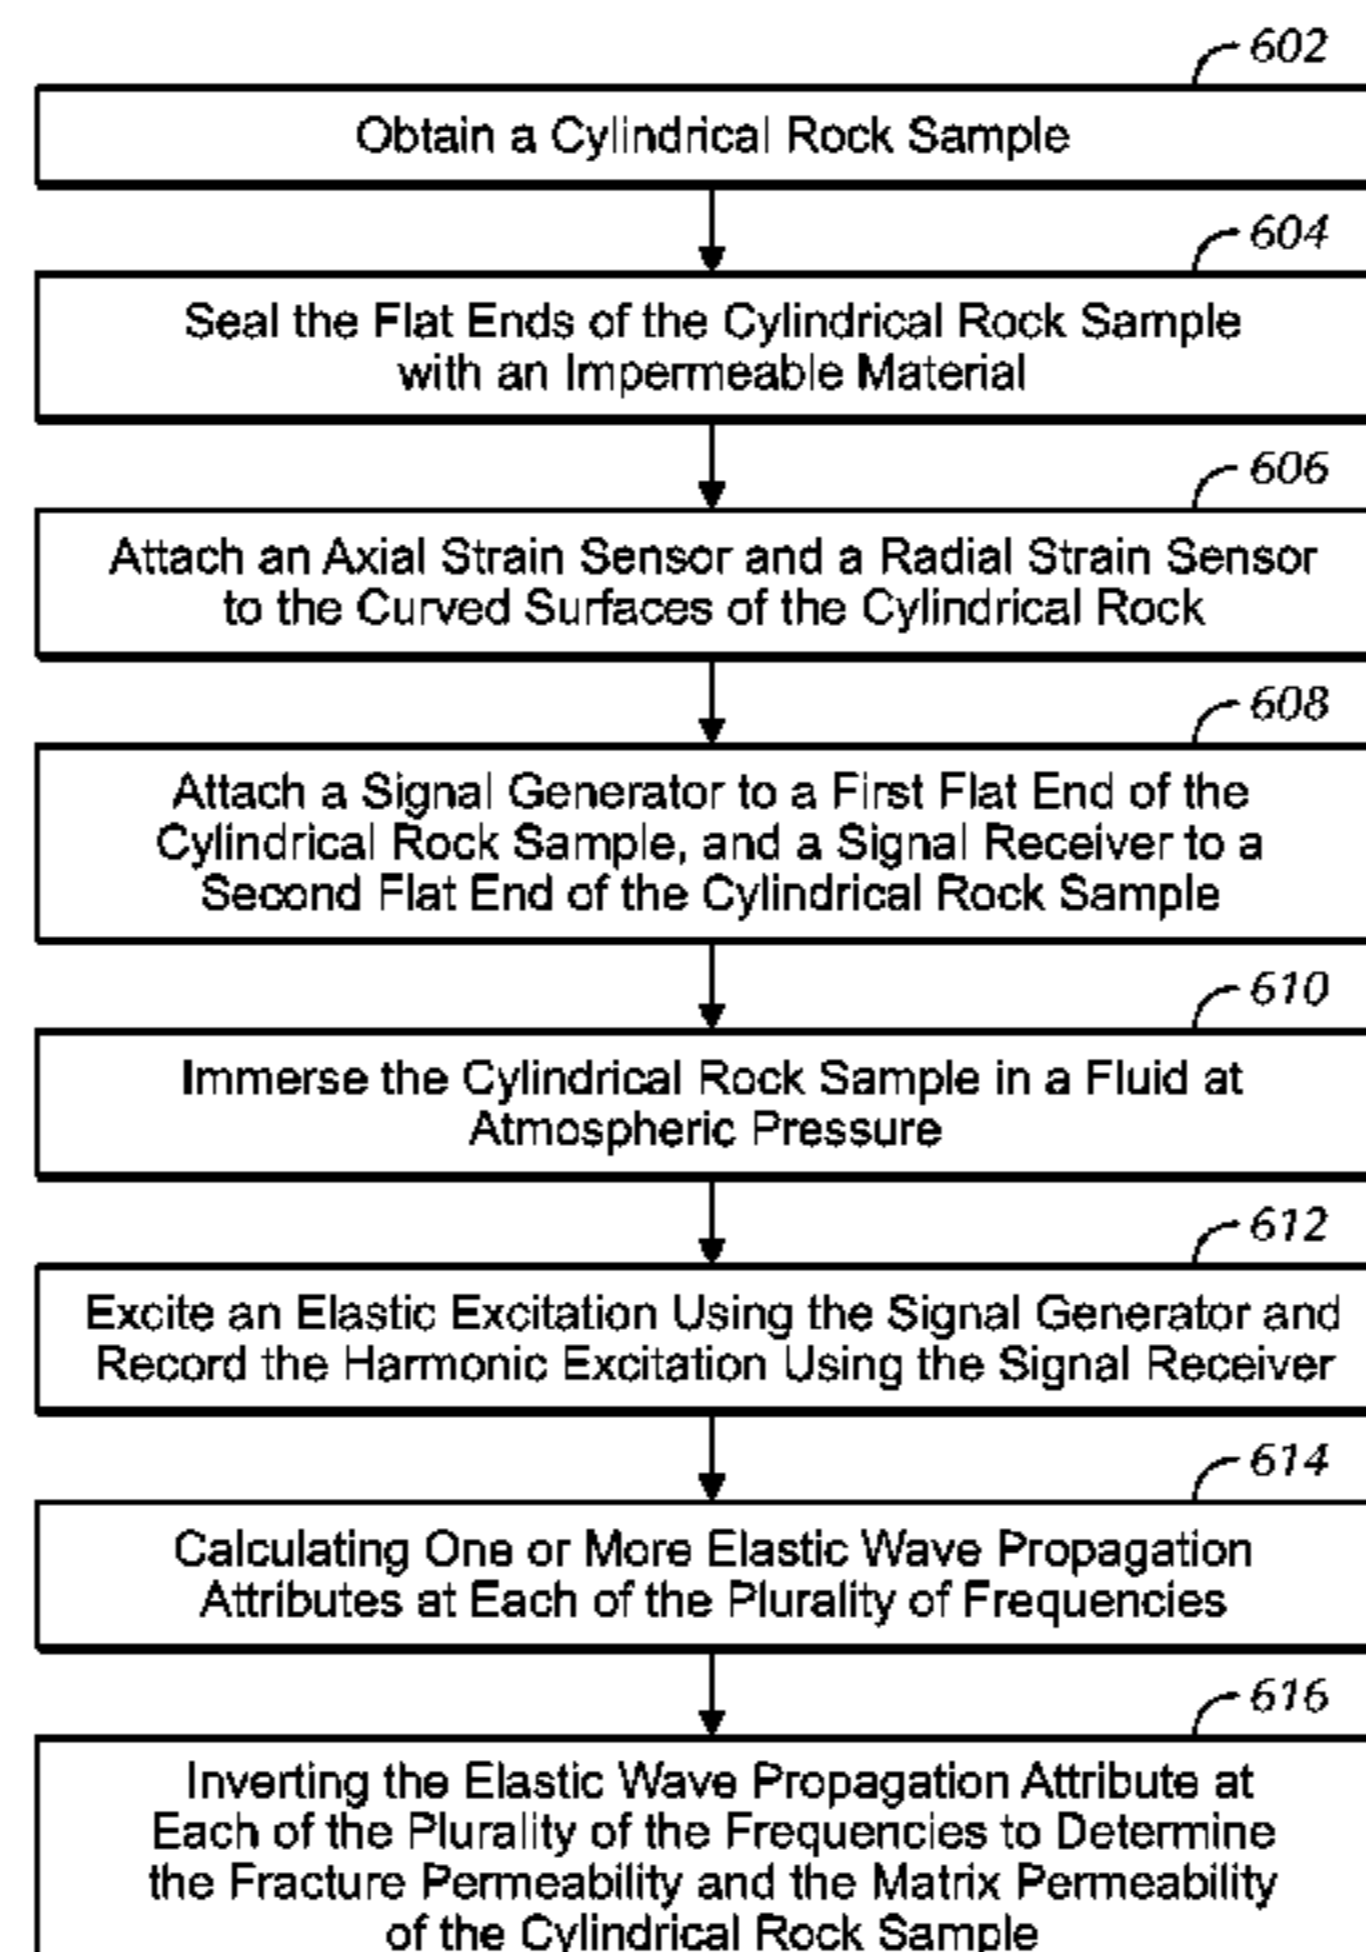 602
Obtain a Cylindrical Rock Sample
604
Seal the Flat Ends of the Cylindrical Rock Sample
with an Impermeable Material
606
Attach an Axial Strain Sensor and a Radial Strain Sensor
to the Curved Surfaces of the Cylindrical Rock
608
Attach a Signal Generator to a First Flat End of the
Cylindrical Rock Sample, and a Signal Receiver to a
Second Flat End of the Cylindrical Rock Sample
610
Immerse the Cylindrical Rock Sample in a Fluid at
Atmospheric Pressure
612
Excite an Elastic Excitation Using the Signal Generator and
Record the Harmonic Excitation Using the Signal Receiver
614
Calculating One or More Elastic Wave Propagation
Attributes at Each of the Plurality of Frequencies
616
Inverting the Elastic Wave Propagation Attribute at
Each of the Plurality of the Frequencies to Determine
the Fracture Permeability and the Matrix Permeability
of the Cylindrical Rock Sample